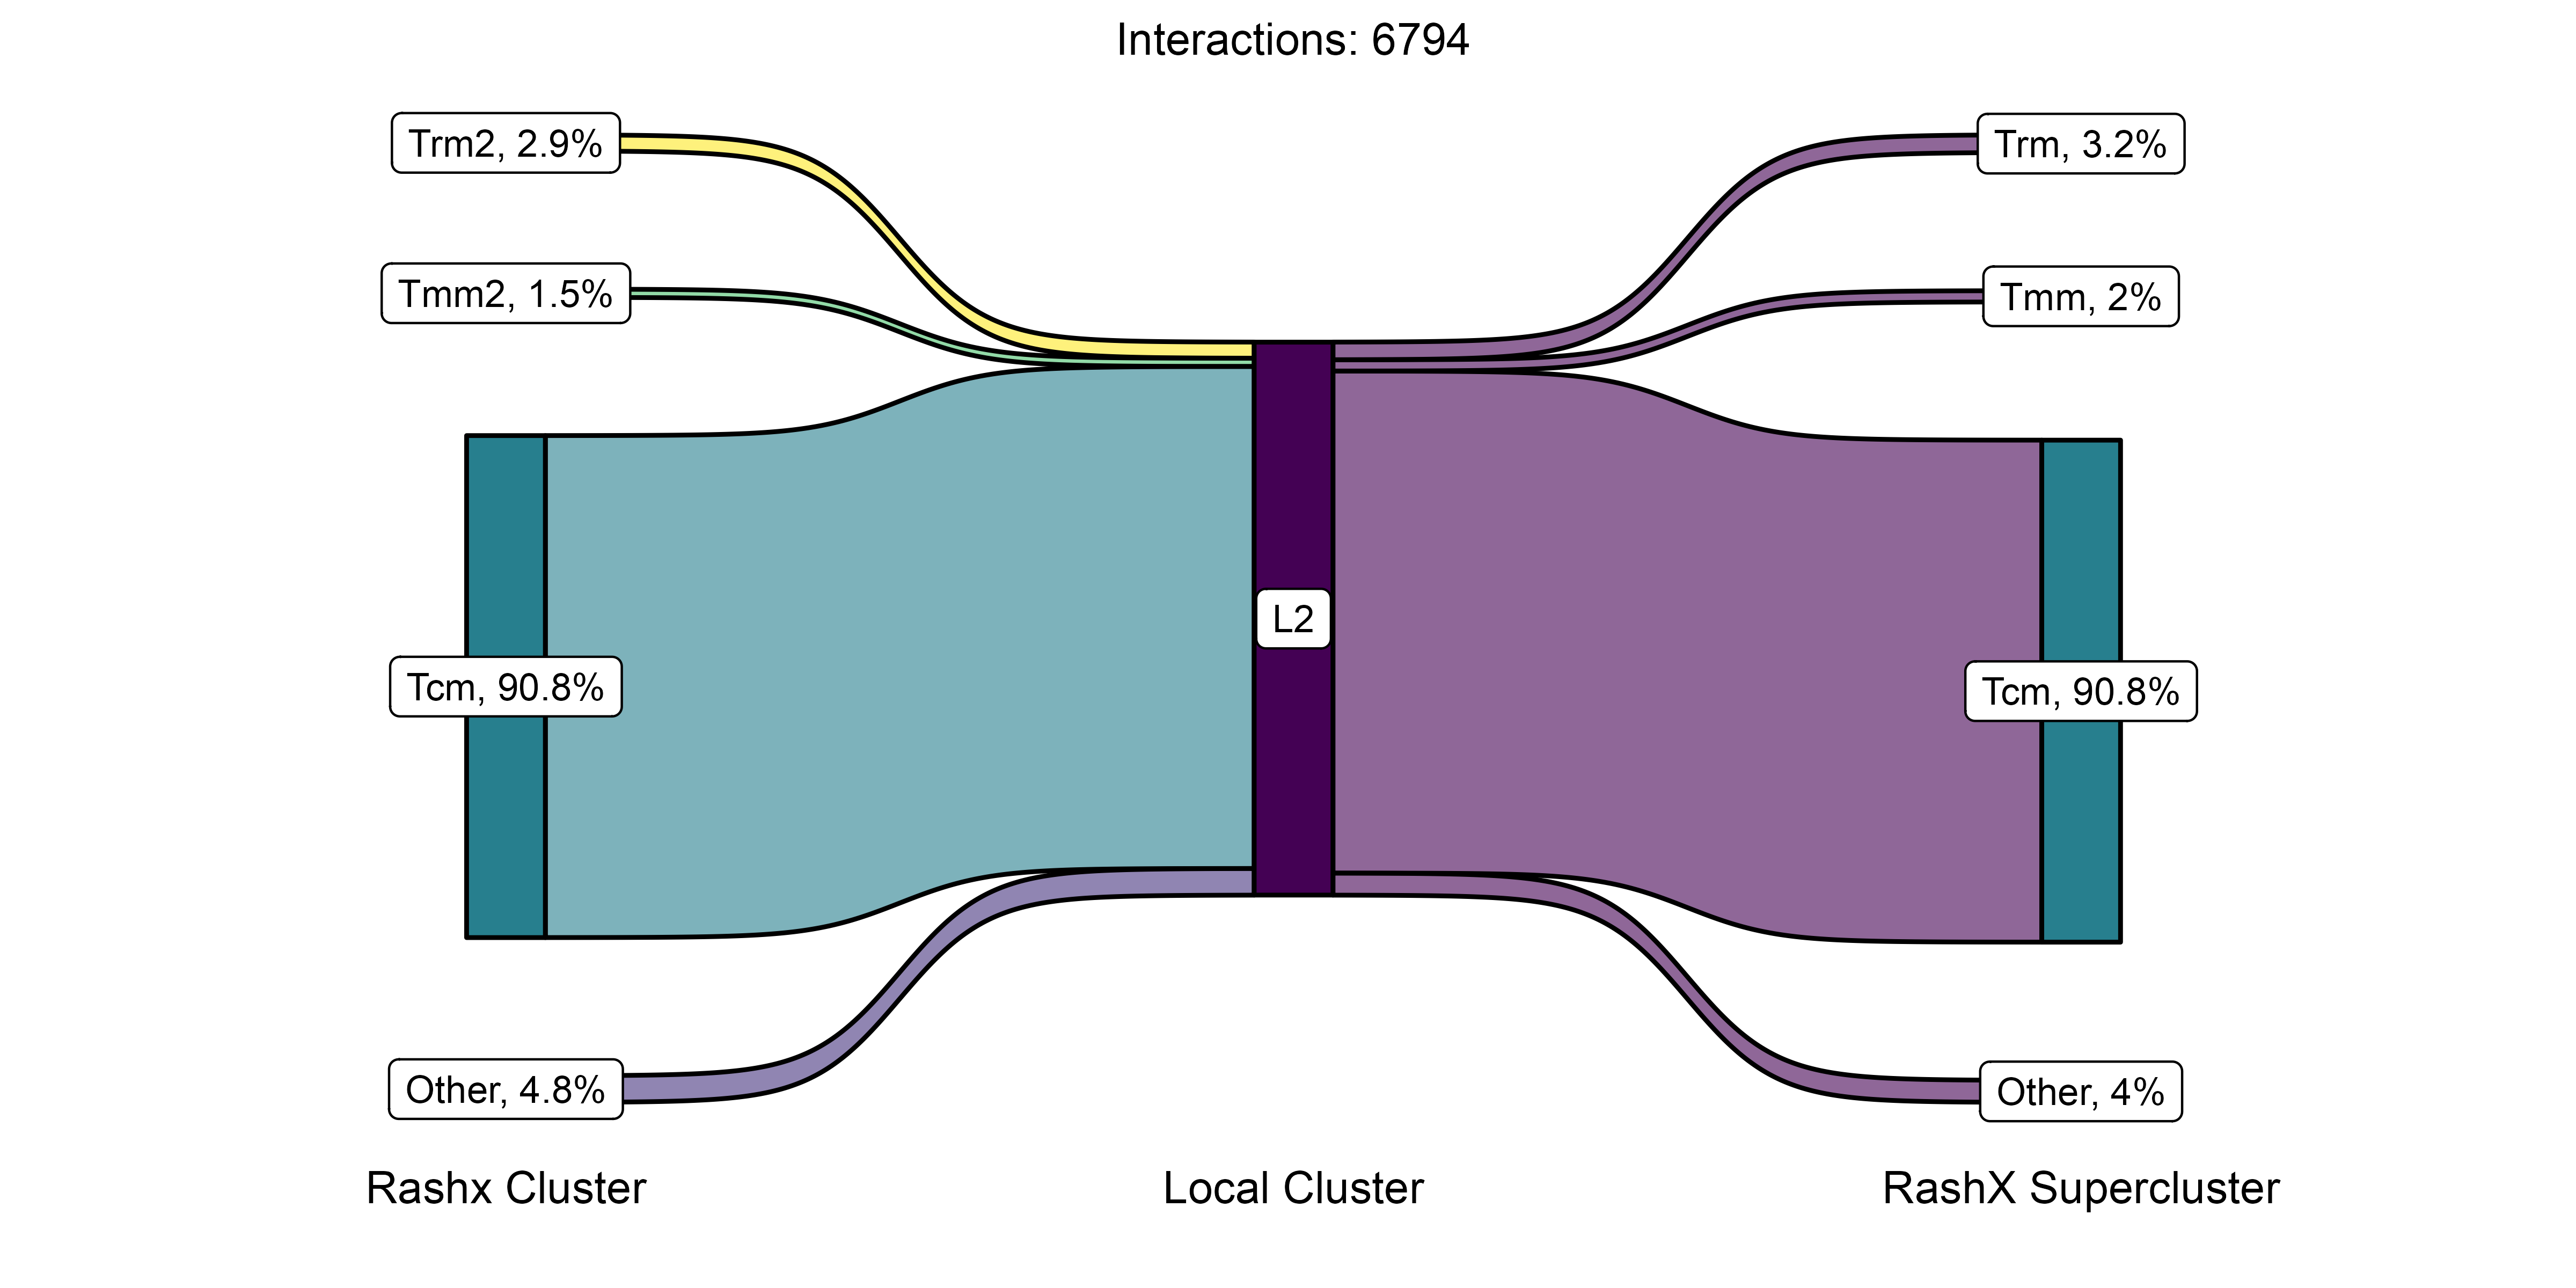 Interactions: 6794
Trm2, 2.9%
Trm, 3.2%
Tmm2, 1.5%
Tmm, 2%
L2
Tcm, 90.8%
Tcm, 90.8%
Other, 4.8%
Other, 4%
Rashx Cluster
Local Cluster
RashX Supercluster